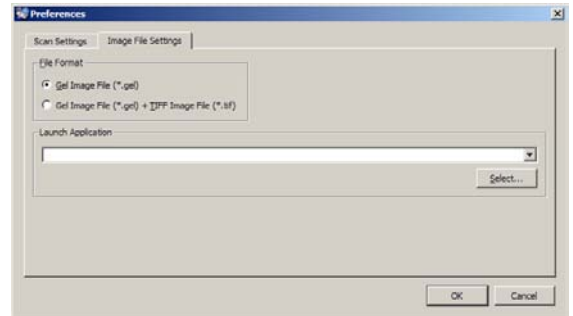 Preferences
Scan Settings Image File Settings
File Format
Gel Image File (*.gel)
Gel Image File (*.gel) + TIFF Image File (*.tif)
Launch Application
Select...
OK Cancel